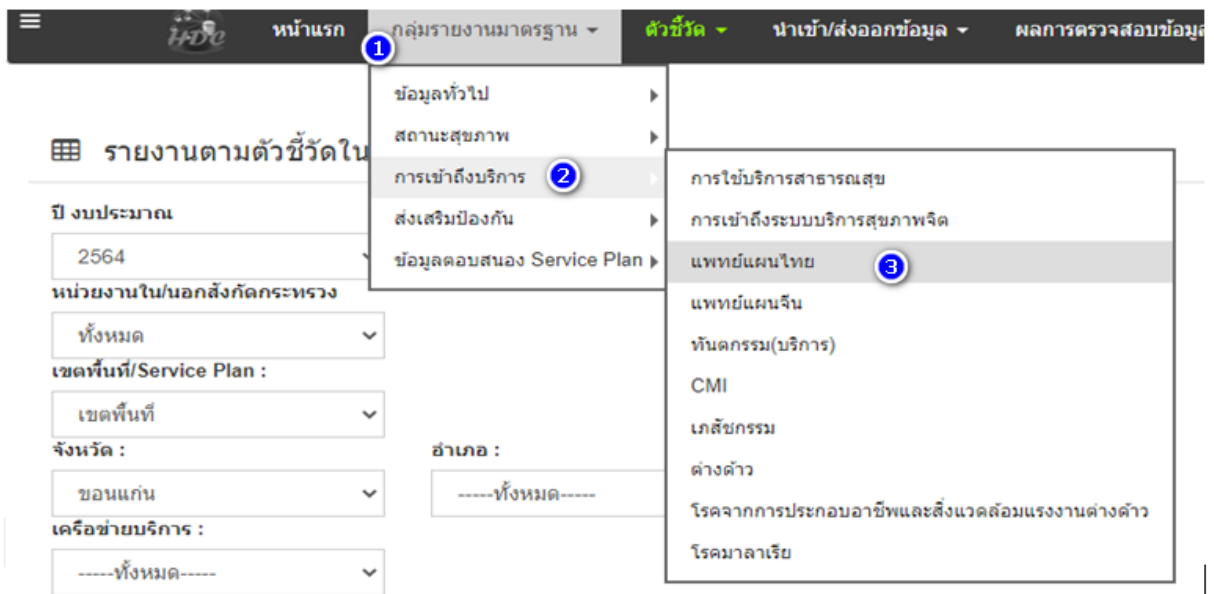 HDC หน้าแรก กลุ่มรายงานมาตรฐาน ตัวชี้วัด นำเข้า/ส่งออกข้อมูล ผลการตรวจสอบข้อมูล
1
ข้อมูลทั่วไป
สถานะสุขภาพ
การเข้าถึงบริการ 2
ส่งเสริมป้องกัน
ข้อมูลตอบสนอง Service Plan
การใช้บริการสาธารณสุข
การเข้าถึงระบบบริการสุขภาพจิต
แพทย์แผนไทย 3
แพทย์แผนจีน
ทันตกรรม(บริการ)
CMI
เภสัชกรรม
ต่างด้าว
โรคจากการประกอบอาชีพและสิ่งแวดล้อมแรงงานต่างด้าว
โรคมาลาเรีย
รายงานตามตัวชี้วัดใน
ปี งบประมาณ
2564
หน่วยงานใน/นอกสังกัดกระทรวง
ทั้งหมด
เขตพื้นที่/Service Plan :
เขตพื้นที่
จังหวัด : อำเภอ :
ขอนแก่น -----ทั้งหมด-----
เครือข่ายบริการ :
-----ทั้งหมด-----